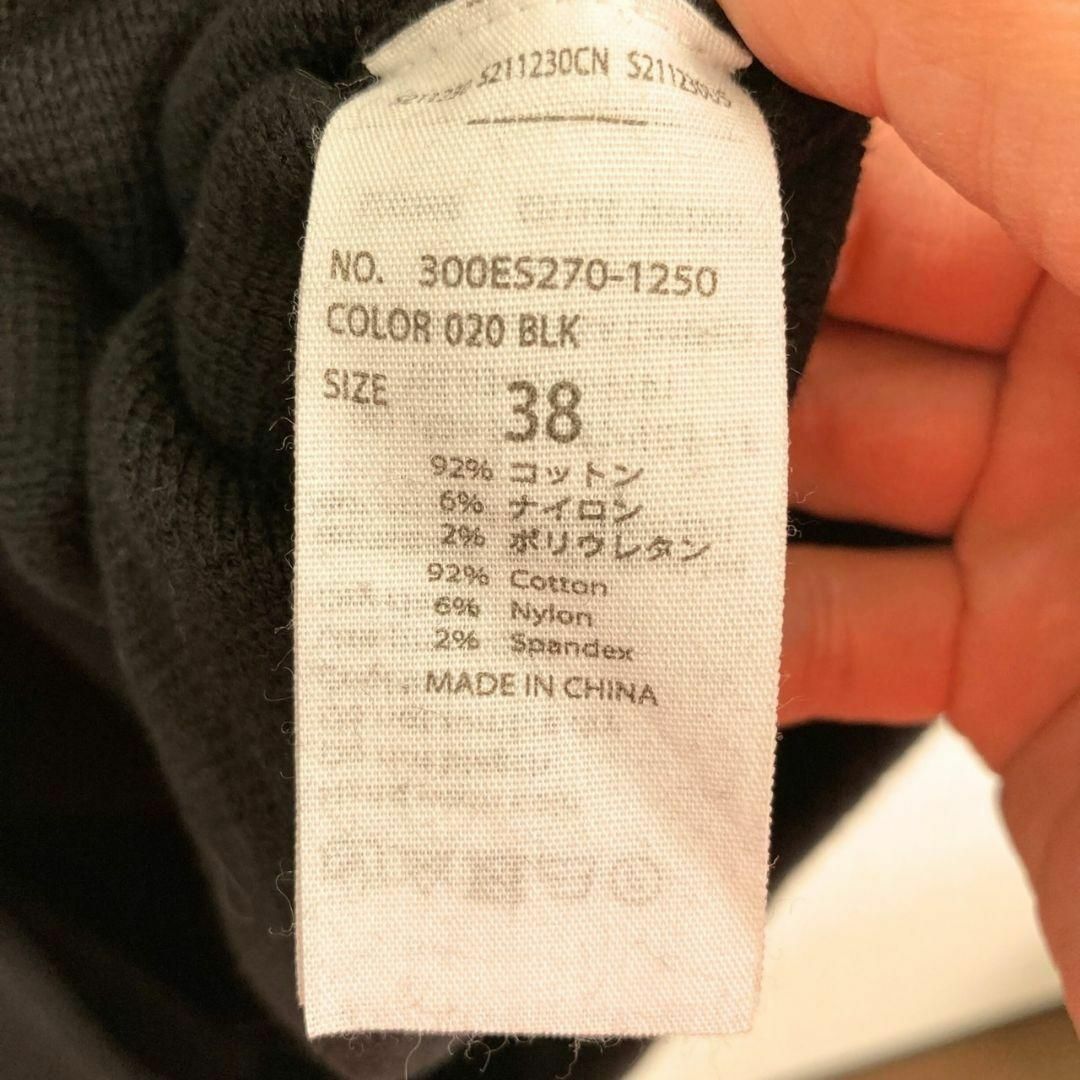 S211230CN S211230US
NO. 300ES270-1250
COLOR 020 BLK
SIZE 38
92% コットン
6% ナイロン
2% ポリウレタン
92% Cotton
6% Nylon
2% Spandex
MADE IN CHINA